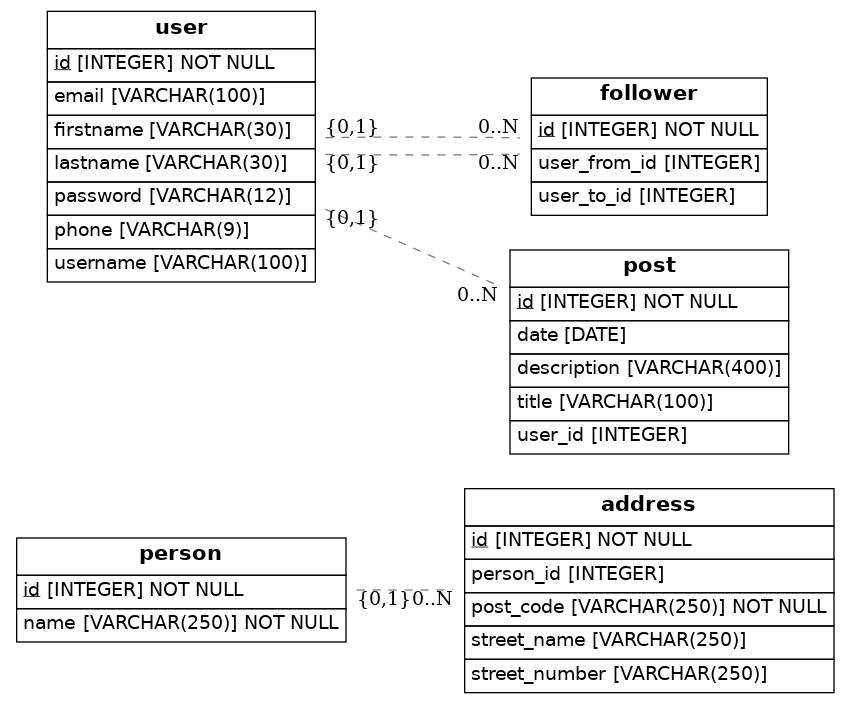 user
id [INTEGER] NOT NULL
email [VARCHAR(100)]
firstname [VARCHAR(30)]
lastname [VARCHAR(30)]
password [VARCHAR(12)]
phone [VARCHAR(9)]
username [VARCHAR(100)]
{0,1}
0..N
{0,1}
0..N
{0,1}
0..N
follower
id [INTEGER] NOT NULL
user_from_id [INTEGER]
user_to_id [INTEGER]
post
id [INTEGER] NOT NULL
date [DATE]
description [VARCHAR(400)]
title [VARCHAR(100)]
user_id [INTEGER]
person
id [INTEGER] NOT NULL
name [VARCHAR(250)] NOT NULL
{0,1}
0..N
address
id [INTEGER] NOT NULL
person_id [INTEGER]
post_code [VARCHAR(250)] NOT NULL
street_name [VARCHAR(250)]
street_number [VARCHAR(250)]